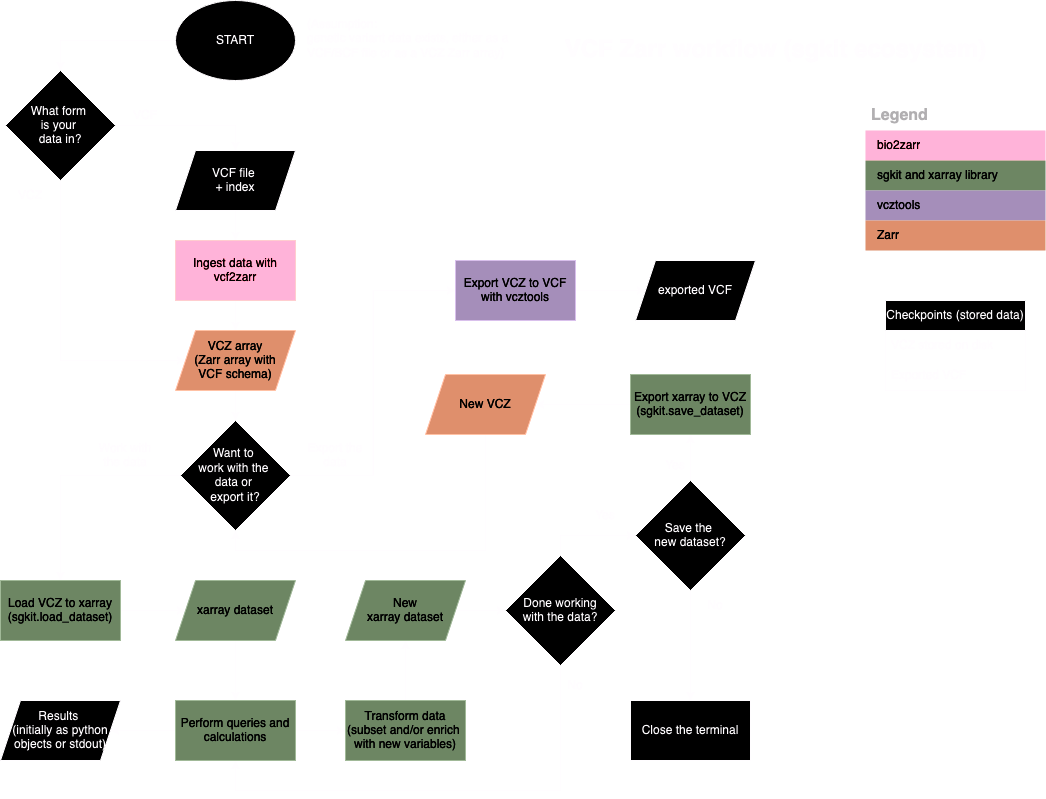 START
What form
is your
data in?
Legend
bio2zarr
sgkit and xarray library
vcztools
Zarr
VCF file
+ index
Ingest data with
vcf2zarr
Export VCZ to VCF
with vcztools
exported VCF
Checkpoints (stored data)
VCZ array
(Zarr array with
VCF schema)
New VCZ
Export xarray to VCZ
(sgkit.save_dataset)
Want to
work with the
data or
export it?
Save the
new dataset?
Load VCZ to xarray
(sgkit.load_dataset)
xarray dataset
New
xarray dataset
Done working
with the data?
Results
(initially as python
objects or stdout)
Perform queries and
calculations
Transform data
(subset and/or enrich
with new variables)
Close the terminal